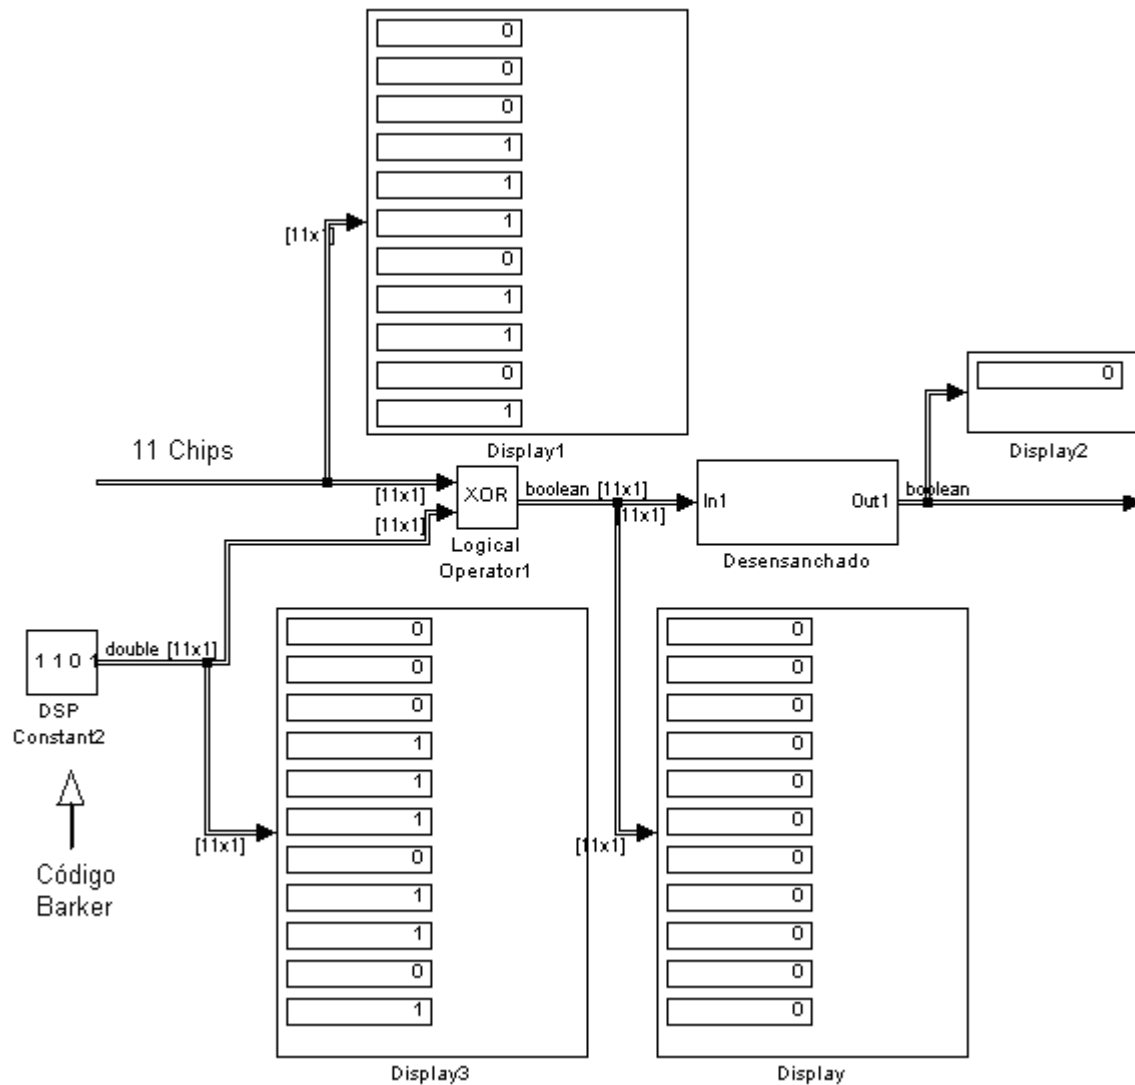 0
0
0
1
1
1
0
1
1
0
1
[11x1]
Display1
11 Chips
[11x1]
[11x1]
XOR
Logical
Operator1
boolean [11x1]
[11x1]
In1
Out1
Desensanchado
boolean
0
Display2
1 1 0 1
double [11x1]
DSP
Constant2
Código
Barker
[11x1]
0
0
0
1
1
1
0
1
1
0
1
Display3
[11x1]
0
0
0
0
0
0
0
0
0
0
0
Display